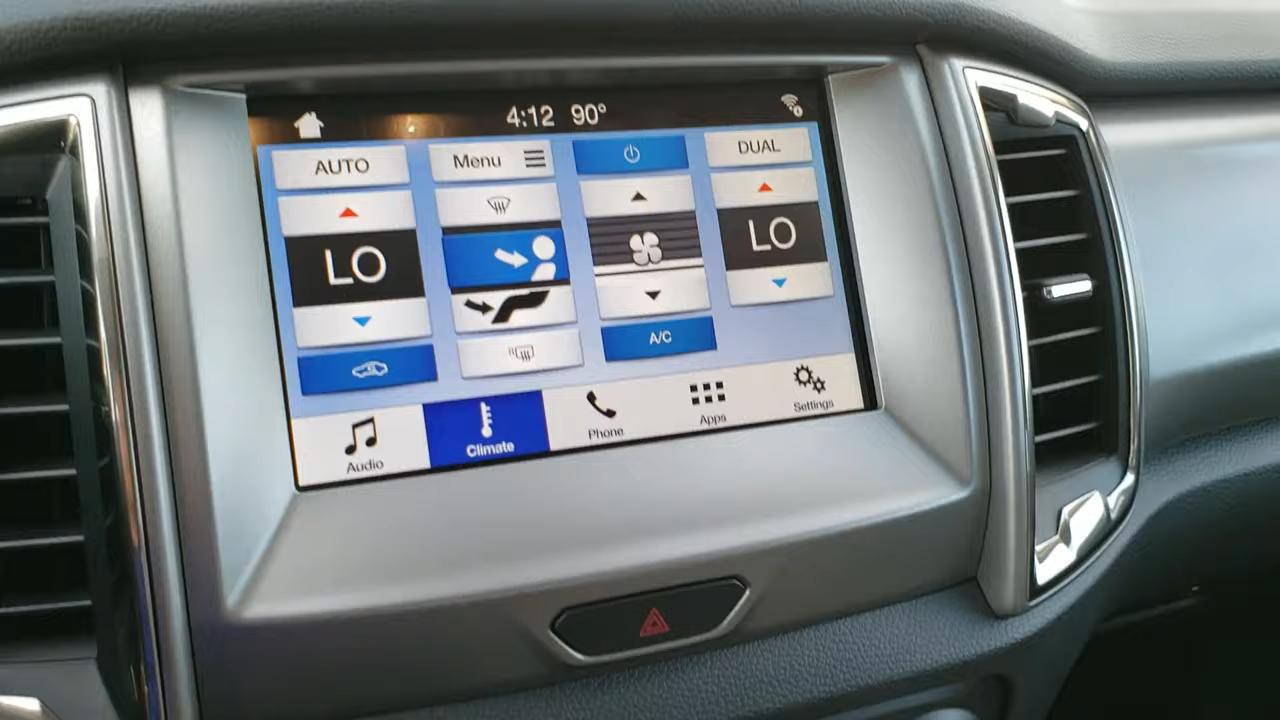 4:12 90°
AUTO
Menu
DUAL
LO
LO
A/C
Audio
Climate
Phone
Apps
Settings